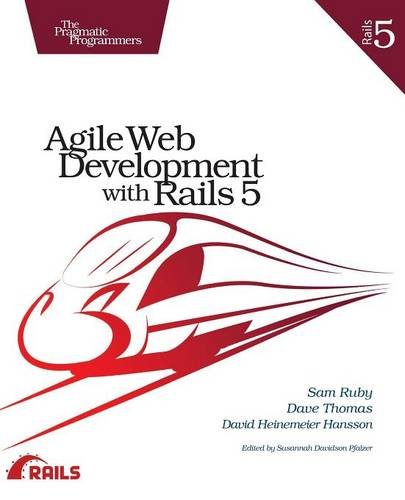 The
Pragmatic
Programmers
Rails 5
Agile Web
Development
with Rails 5
Sam Ruby
Dave Thomas
David Heinemeier Hansson
Edited by Susannah Davidson Pfalzer
RAILS